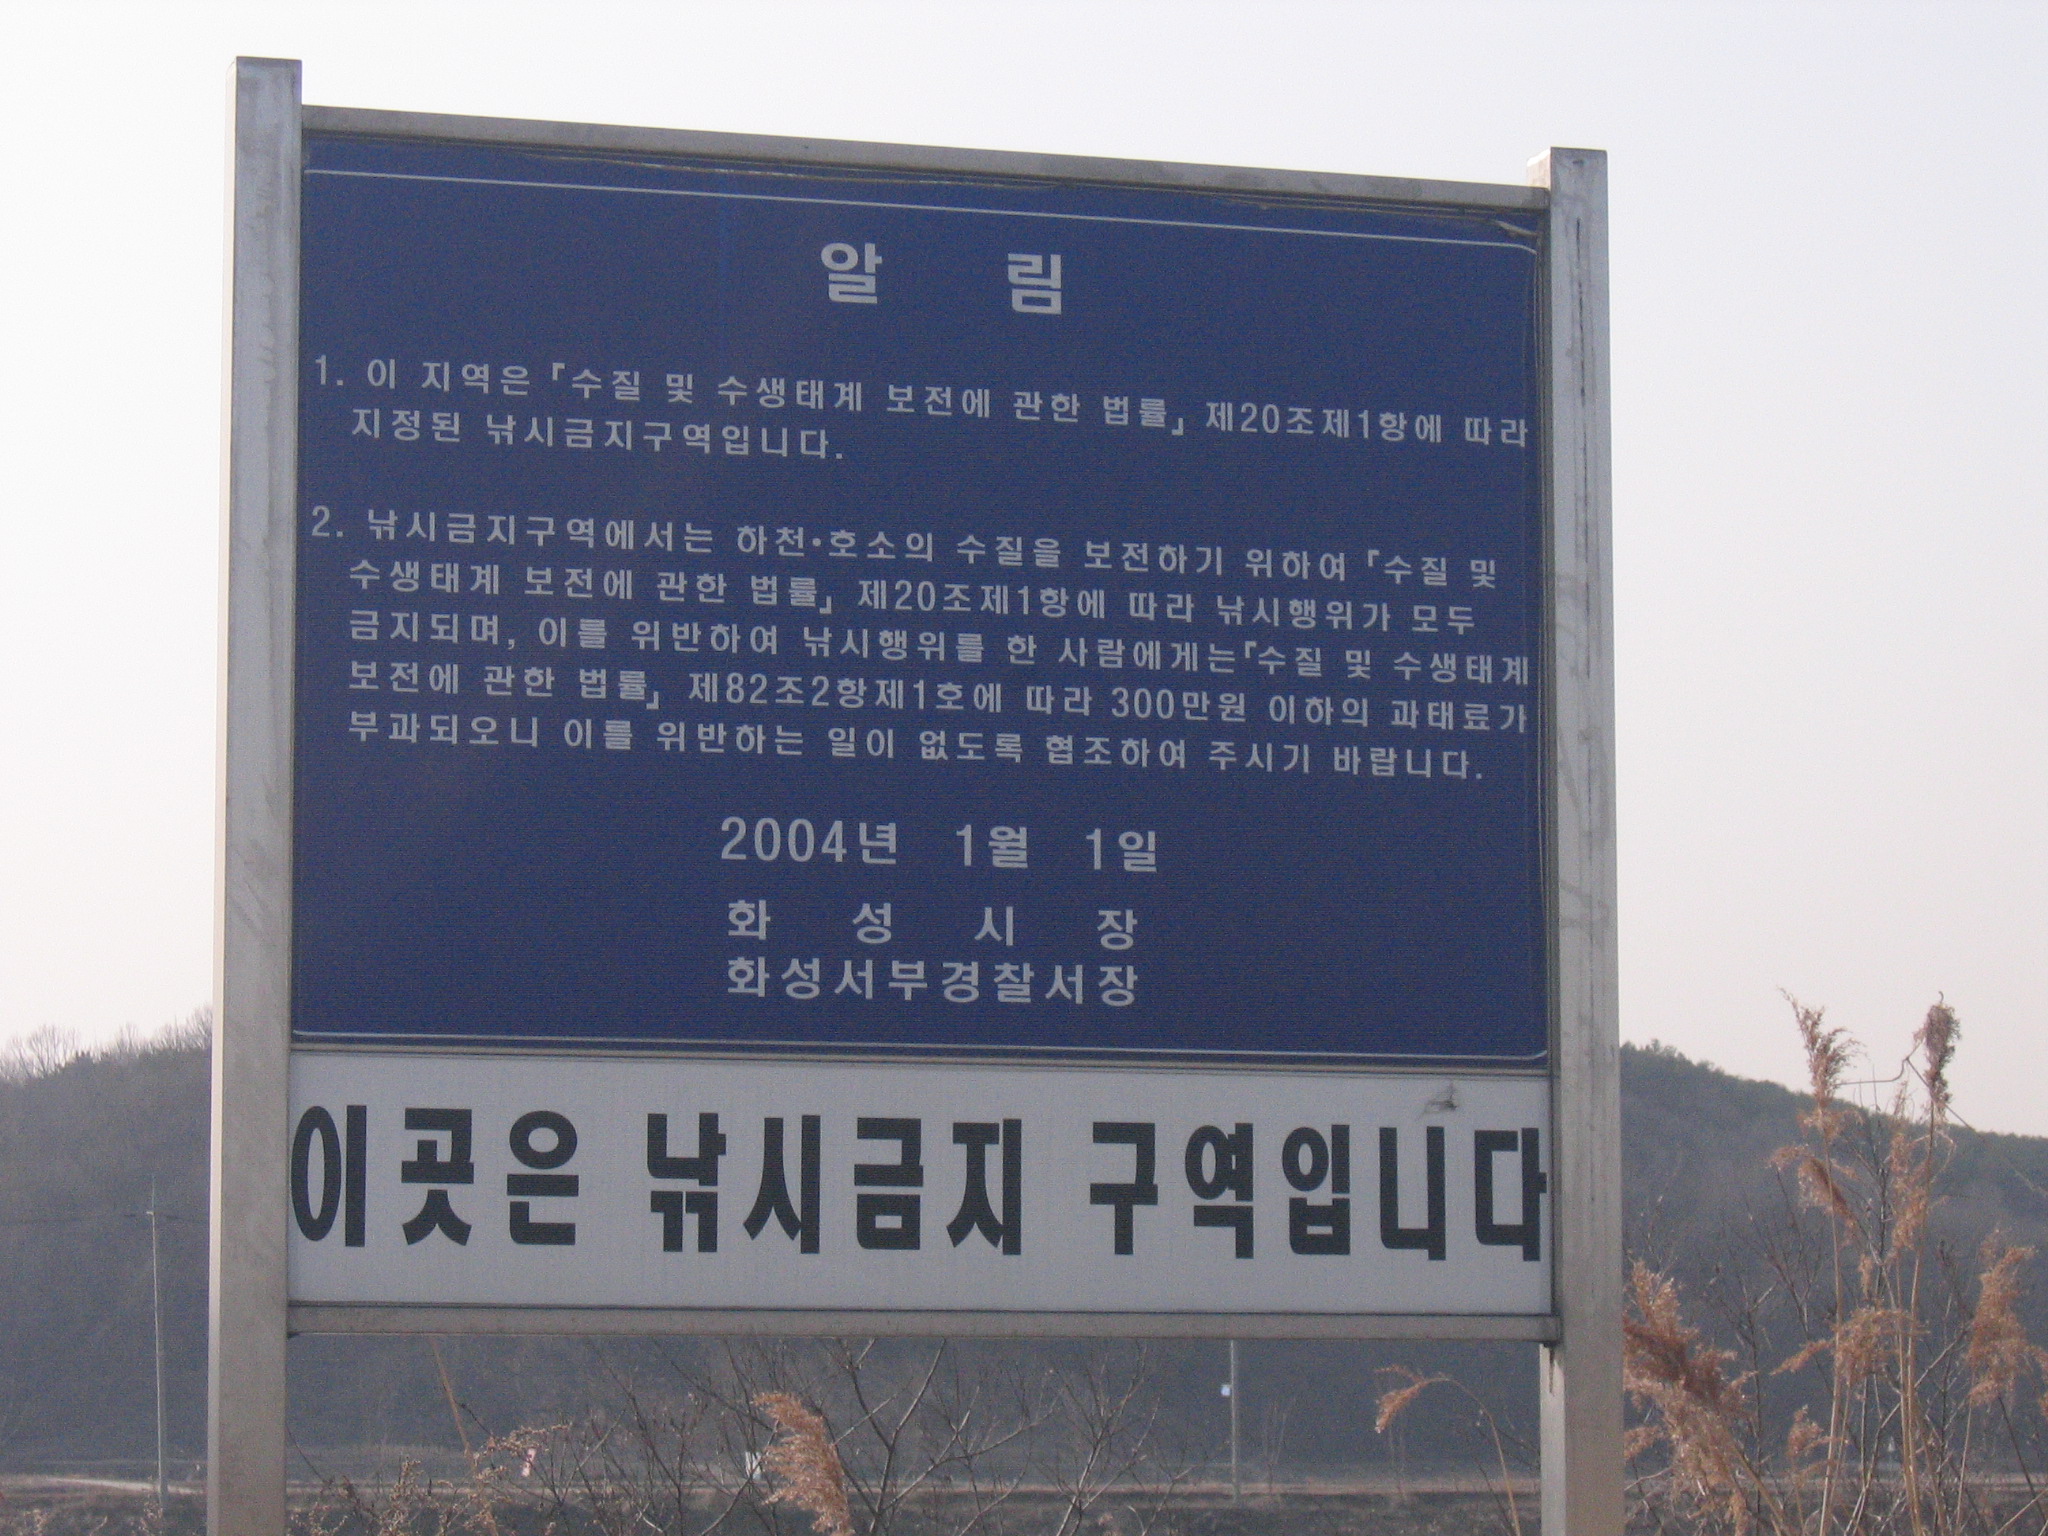 알 림
1. 이 지역은 「수질 및 수생태계 보전에 관한 법률」 제20조제1항에 따라
지정된 낚시금지구역입니다.
2. 낚시금지구역에서는 하천·호소의 수질을 보전하기 위하여 「수질 및
수생태계 보전에 관한 법률」 제20조제1항에 따라 낚시행위가 모두
금지되며, 이를 위반하여 낚시행위를 한 사람에게는「수질 및 수생태계
보전에 관한 법률」 제82조2항제1호에 따라 300만원 이하의 과태료가
부과되오니 이를 위반하는 일이 없도록 협조하여 주시기 바랍니다.
2004년 1월 1일
화 성 시 장
화성서부경찰서장
이곳은 낚시금지 구역입니다